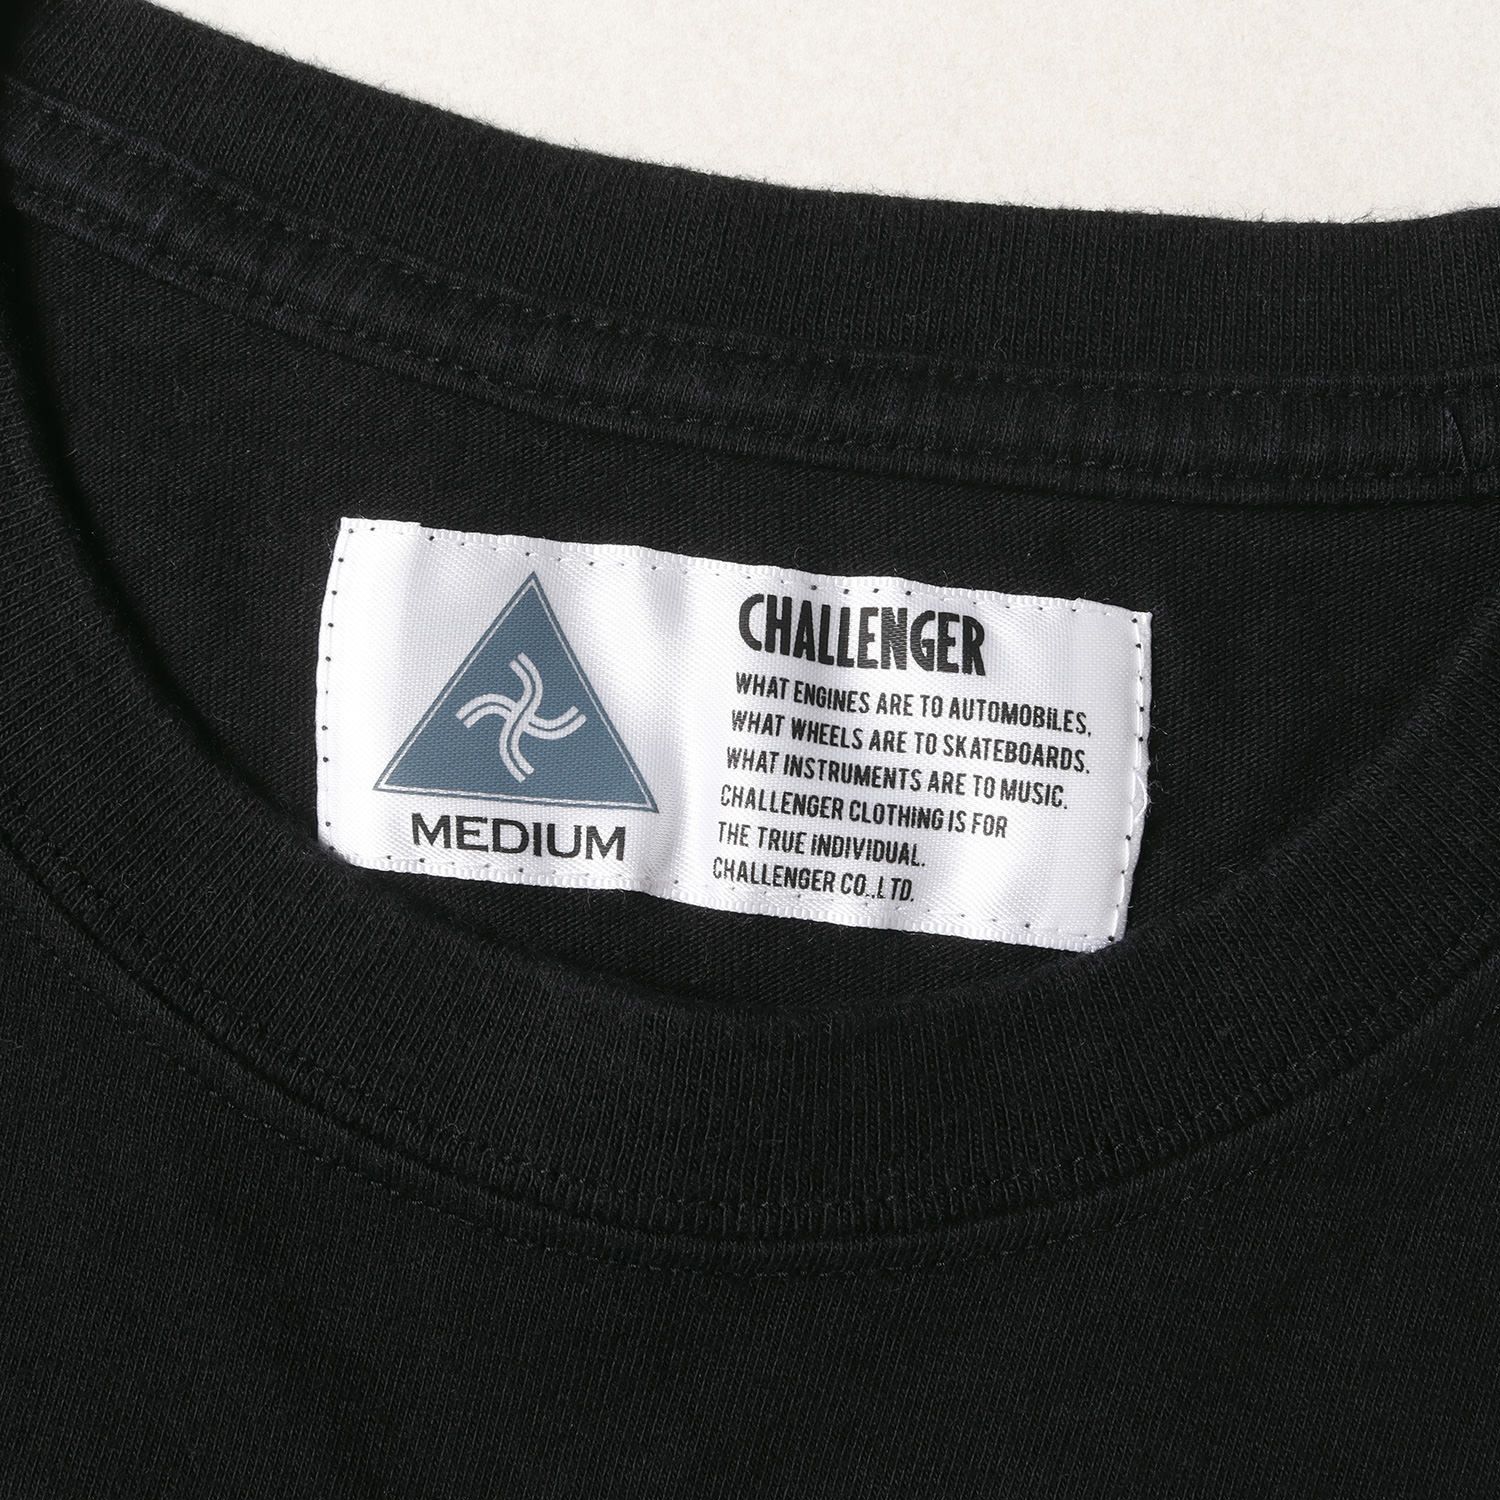 MEDIUM
CHALLENGER
WHAT ENGINES ARE TO AUTOMOBILES,
WHAT WHEELS ARE TO SKATEBOARDS.
WHAT INSTRUMENTS ARE TO MUSIC.
CHALLENGER CLOTHING IS FOR
THE TRUE INDIVIDUAL.
CHALLENGER CO.,LTD.